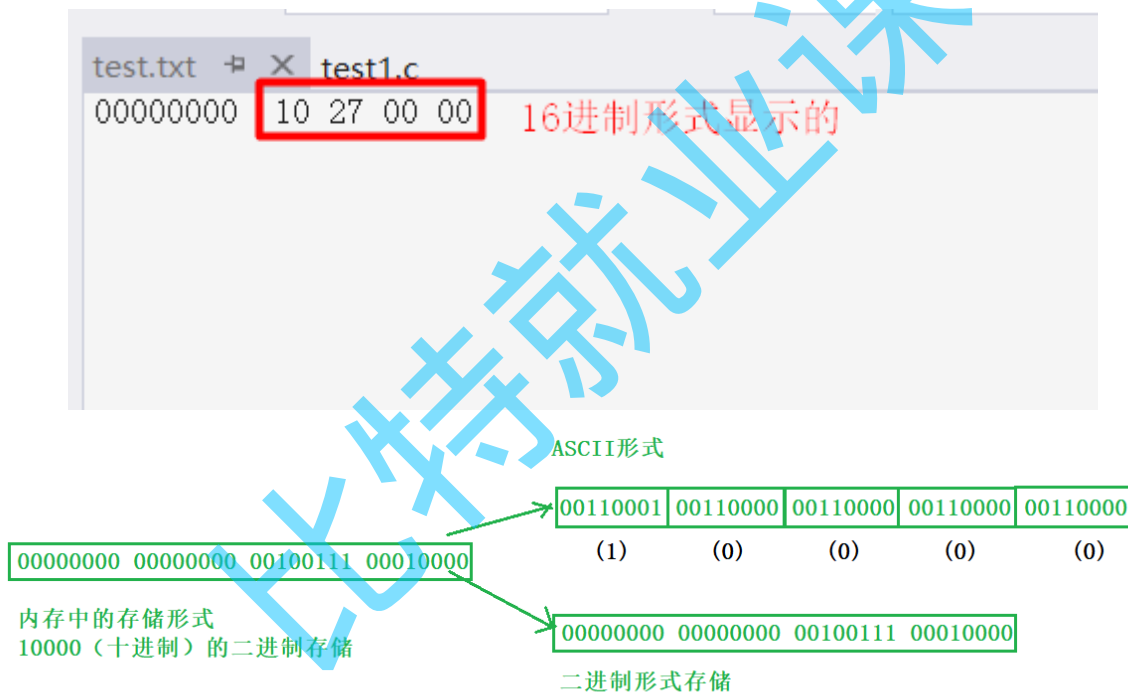 test.txt test1.c
00000000 10 27 00 00 16进制形式显示的
ASCII形式
00110001 00110000 00110000 00110000 00110000
(1) (0) (0) (0) (0)
00000000 00000000 00100111 00010000
内存中的存储形式
10000（十进制）的二进制存储
00000000 00000000 00100111 00010000
二进制形式存储
比特就业课